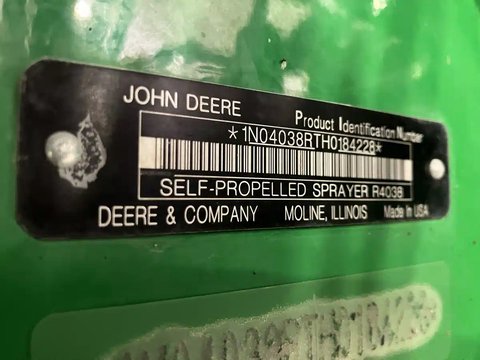 JOHN DEERE
Product Identification Number
*1N04038RTH0184228*
SELF-PROPELLED SPRAYER R4038
DEERE & COMPANY MOLINE, ILLINOIS Made in USA